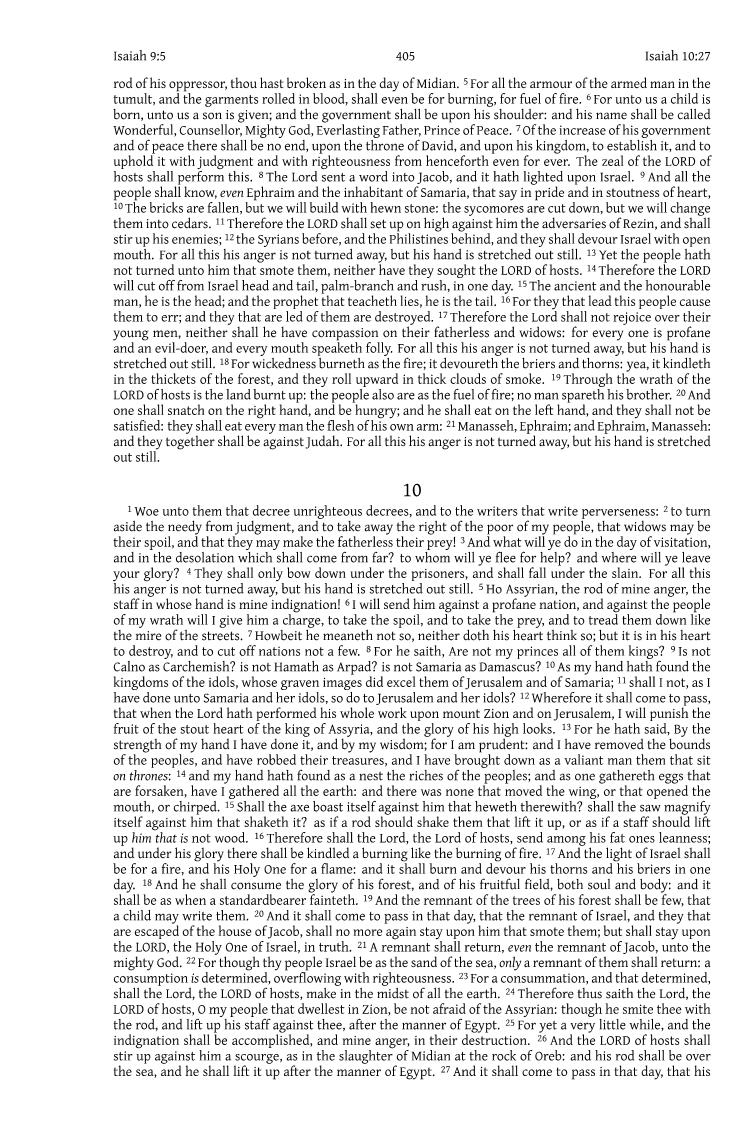 Isaiah 9:5 405 Isaiah 10:27
rod of his oppressor, thou hast broken as in the day of Midian. 5 For all the armour of the armed man in the
tumult, and the garments rolled in blood, shall even be for burning, for fuel of fire. 6 For unto us a child is
born, unto us a son is given; and the government shall be upon his shoulder: and his name shall be called
Wonderful, Counsellor, Mighty God, Everlasting Father, Prince of Peace. 7 Of the increase of his government
and of peace there shall be no end, upon the throne of David, and upon his kingdom, to establish it, and to
uphold it with judgment and with righteousness from henceforth even for ever. The zeal of the LORD of
hosts shall perform this. 8 The Lord sent a word into Jacob, and it hath lighted upon Israel. 9 And all the
people shall know, even Ephraim and the inhabitant of Samaria, that say in pride and in stoutness of heart,
10 The bricks are fallen, but we will build with hewn stone: the sycomores are cut down, but we will change
them into cedars. 11 Therefore the LORD shall set up on high against him the adversaries of Rezin, and shall
stir up his enemies; 12 the Syrians before, and the Philistines behind, and they shall devour Israel with open
mouth. For all this his anger is not turned away, but his hand is stretched out still. 13 Yet the people hath
not turned unto him that smote them, neither have they sought the LORD of hosts. 14 Therefore the LORD
will cut off from Israel head and tail, palm-branch and rush, in one day. 15 The ancient and the honourable
man, he is the head; and the prophet that teacheth lies, he is the tail. 16 For they that lead this people cause
them to err; and they that are led of them are destroyed. 17 Therefore the Lord shall not rejoice over their
young men, neither shall he have compassion on their fatherless and widows: for every one is profane
and an evil-doer, and every mouth speaketh folly. For all this his anger is not turned away, but his hand is
stretched out still. 18 For wickedness burneth as the fire; it devoureth the briers and thorns: yea, it kindleth
in the thickets of the forest, and they roll upward in thick clouds of smoke. 19 Through the wrath of the
LORD of hosts is the land burnt up: the people also are as the fuel of fire; no man spareth his brother. 20 And
one shall snatch on the right hand, and be hungry; and he shall eat on the left hand, and they shall not be
satisfied: they shall eat every man the flesh of his own arm: 21 Manasseh, Ephraim; and Ephraim, Manasseh:
and they together shall be against Judah. For all this his anger is not turned away, but his hand is stretched
out still.
10
1 Woe unto them that decree unrighteous decrees, and to the writers that write perverseness: 2 to turn
aside the needy from judgment, and to take away the right of the poor of my people, that widows may be
their spoil, and that they may make the fatherless their prey! 3 And what will ye do in the day of visitation,
and in the desolation which shall come from far? to whom will ye flee for help? and where will ye leave
your glory? 4 They shall only bow down under the prisoners, and shall fall under the slain. For all this
his anger is not turned away, but his hand is stretched out still. 5 Ho Assyrian, the rod of mine anger, the
staff in whose hand is mine indignation! 6 I will send him against a profane nation, and against the people
of my wrath will I give him a charge, to take the spoil, and to take the prey, and to tread them down like
the mire of the streets. 7 Howbeit he meaneth not so, neither doth his heart think so; but it is in his heart
to destroy, and to cut off nations not a few. 8 For he saith, Are not my princes all of them kings? 9 Is not
Calno as Carchemish? is not Hamath as Arpad? is not Samaria as Damascus? 10 As my hand hath found the
kingdoms of the idols, whose graven images did excel them of Jerusalem and of Samaria; 11 shall I not, as I
have done unto Samaria and her idols, so do to Jerusalem and her idols? 12 Wherefore it shall come to pass,
that when the Lord hath performed his whole work upon mount Zion and on Jerusalem, I will punish the
fruit of the stout heart of the king of Assyria, and the glory of his high looks. 13 For he hath said, By the
strength of my hand I have done it, and by my wisdom; for I am prudent: and I have removed the bounds
of the peoples, and have robbed their treasures, and I have brought down as a valiant man them that sit
on thrones: 14 and my hand hath found as a nest the riches of the peoples; and as one gathereth eggs that
are forsaken, have I gathered all the earth: and there was none that moved the wing, or that opened the
mouth, or chirped. 15 Shall the axe boast itself against him that heweth therewith? shall the saw magnify
itself against him that shaketh it? as if a rod should shake them that lift it up, or as if a staff should lift
up him that is not wood. 16 Therefore shall the Lord, the Lord of hosts, send among his fat ones leanness;
and under his glory there shall be kindled a burning like the burning of fire. 17 And the light of Israel shall
be for a fire, and his Holy One for a flame: and it shall burn and devour his thorns and his briers in one
day. 18 And he shall consume the glory of his forest, and of his fruitful field, both soul and body: and it
shall be as when a standardbearer fainteth. 19 And the remnant of the trees of his forest shall be few, that
a child may write them. 20 And it shall come to pass in that day, that the remnant of Israel, and they that
are escaped of the house of Jacob, shall no more again stay upon him that smote them; but shall stay upon
the LORD, the Holy One of Israel, in truth. 21 A remnant shall return, even the remnant of Jacob, unto the
mighty God. 22 For though thy people Israel be as the sand of the sea, only a remnant of them shall return: a
consumption is determined, overflowing with righteousness. 23 For a consummation, and that determined,
shall the Lord, the LORD of hosts, make in the midst of all the earth. 24 Therefore thus saith the Lord, the
LORD of hosts, O my people that dwellest in Zion, be not afraid of the Assyrian: though he smite thee with
the rod, and lift up his staff against thee, after the manner of Egypt. 25 For yet a very little while, and the
indignation shall be accomplished, and mine anger, in their destruction. 26 And the LORD of hosts shall
stir up against him a scourge, as in the slaughter of Midian at the rock of Oreb: and his rod shall be over
the sea, and he shall lift it up after the manner of Egypt. 27 And it shall come to pass in that day, that his